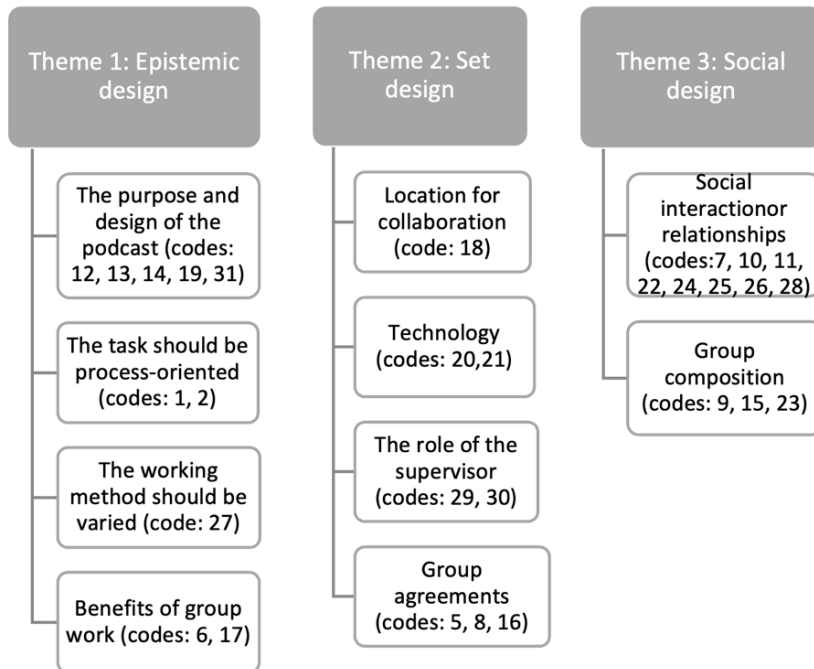 Theme 1: Epistemic
design
The purpose and
design of the
podcast (codes:
12, 13, 14, 19, 31)
The task should be
process-oriented
(codes: 1, 2)
The working
method should be
varied (code: 27)
Benefits of group
work (codes: 6, 17)
Theme 2: Set
design
Location for
collaboration
(code: 18)
Technology
(codes: 20,21)
The role of the
supervisor
(codes: 29, 30)
Group
agreements
(codes: 5, 8, 16)
Theme 3: Social
design
Social
interactionor
relationships
(codes:7, 10, 11,
22, 24, 25, 26, 28)
Group
composition
(codes: 9, 15, 23)